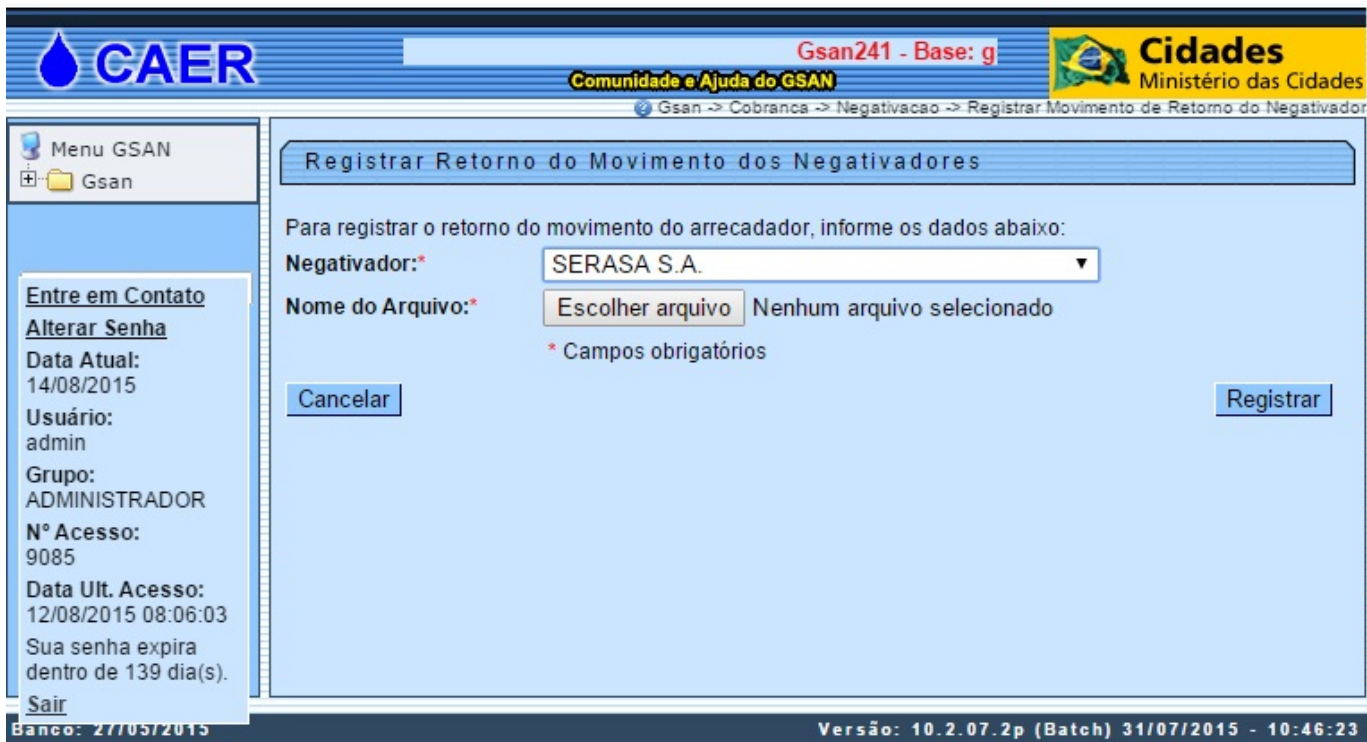 CAER
Gsan241 - Base: g
Comunidade e Ajuda do GSAN
Cidades
Ministério das Cidades
Gsan -> Cobranca -> Negativacao -> Registrar Movimento de Retorno do Negativador
Menu GSAN
Gsan
Entre em Contato
Alterar Senha
Data Atual:
14/08/2015
Usuário:
admin
Grupo:
ADMINISTRADOR
Nº Acesso:
9085
Data Ult. Acesso:
12/08/2015 08:06:03
Sua senha expira
dentro de 139 dia(s).
Sair
Registrar Retorno do Movimento dos Negativadores
Para registrar o retorno do movimento do arrecadador, informe os dados abaixo:
Negativador:* SERASA S.A.
Nome do Arquivo:* Escolher arquivo Nenhum arquivo selecionado
* Campos obrigatórios
Cancelar Registrar
Banco: 27/05/2015 Versão: 10.2.07.2p (Batch) 31/07/2015 - 10:46:23